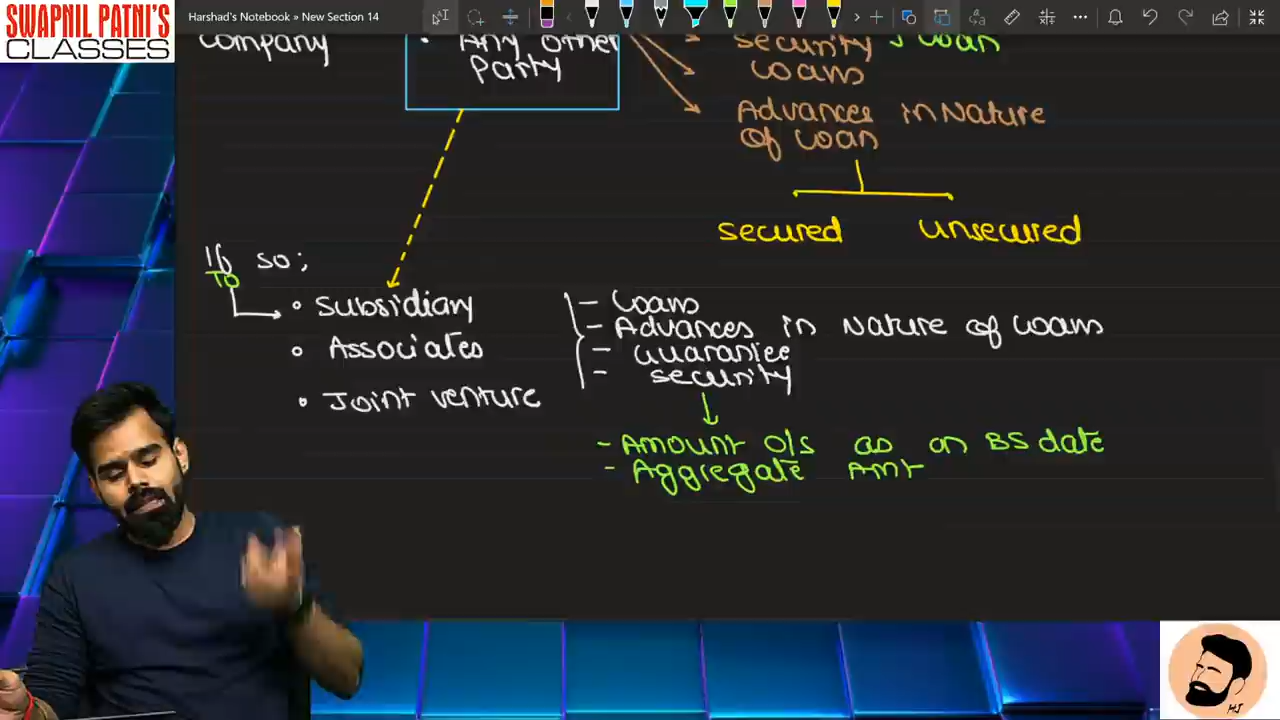 SWAPNIL PATNI'S
CLASSES
Harshad's Notebook » New Section 14
Company
• Any other
Party
security
Loan
Loans
Advances in Nature
of Loan
secured
unsecured
If so;
TO
• Subsidiary
• Associates
• Joint venture
- Loans
- Advances in Nature of Loans
- Guarantee
- security
- Amount o/s as on BS date
- Aggregate Amt
HJ